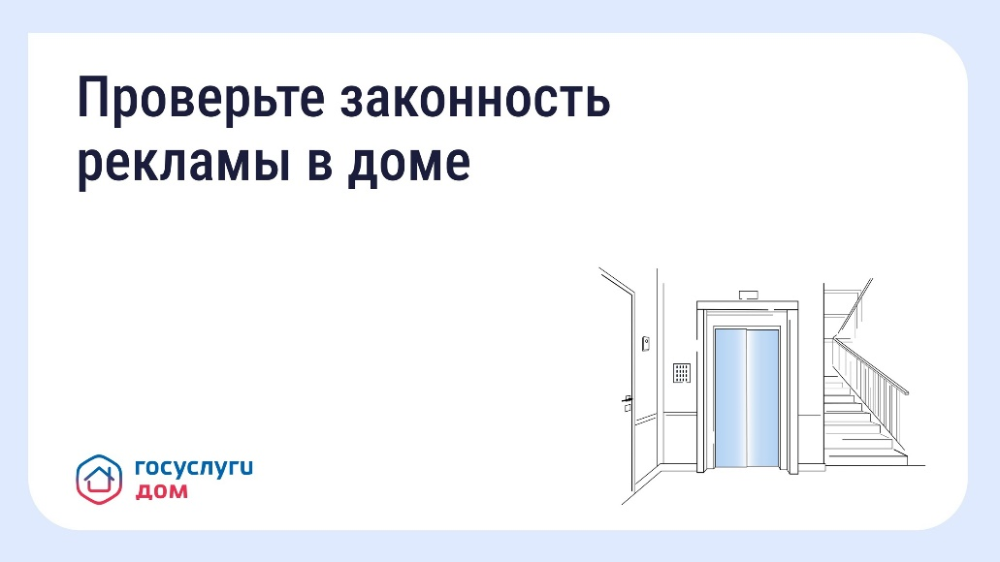 Проверьте законность
рекламы в доме
госуслуги
дом